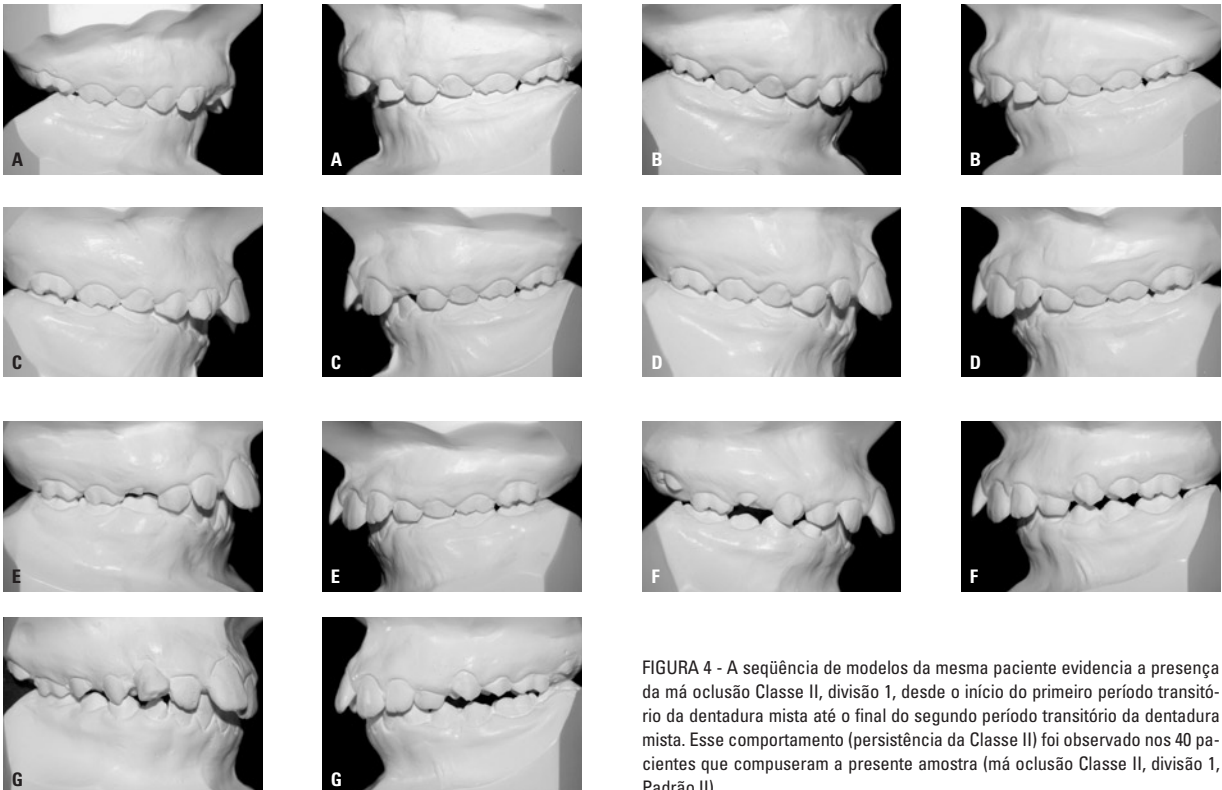 A
A
B
B
C
C
D
D
E
E
F
F
G
G
FIGURA 4 - A seqüência de modelos da mesma paciente evidencia a presença
da má oclusão Classe II, divisão 1, desde o início do primeiro período transitó-
rio da dentadura mista até o final do segundo período transitório da dentadura
mista. Esse comportamento (persistência da Classe II) foi observado nos 40 pa-
cientes que compuseram a presente amostra (má oclusão Classe II, divisão 1,
Padrão II)